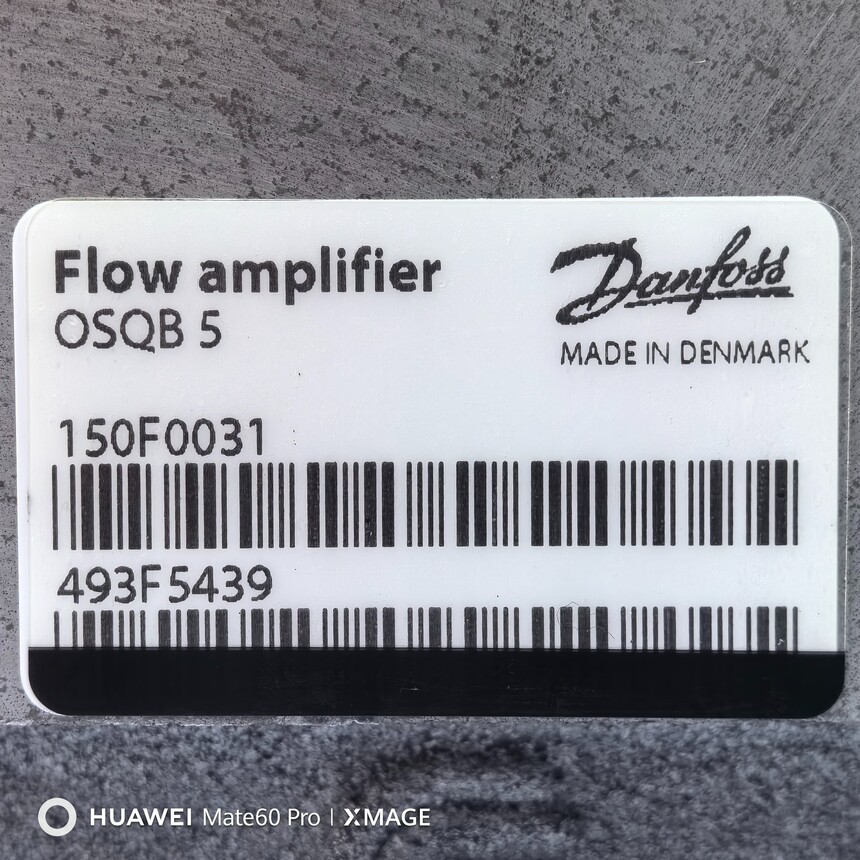 Flow amplifier
OSQB 5
Danfoss
MADE IN DENMARK
150F0031
493F5439
HUAWEI Mate60 Pro | XMAGE